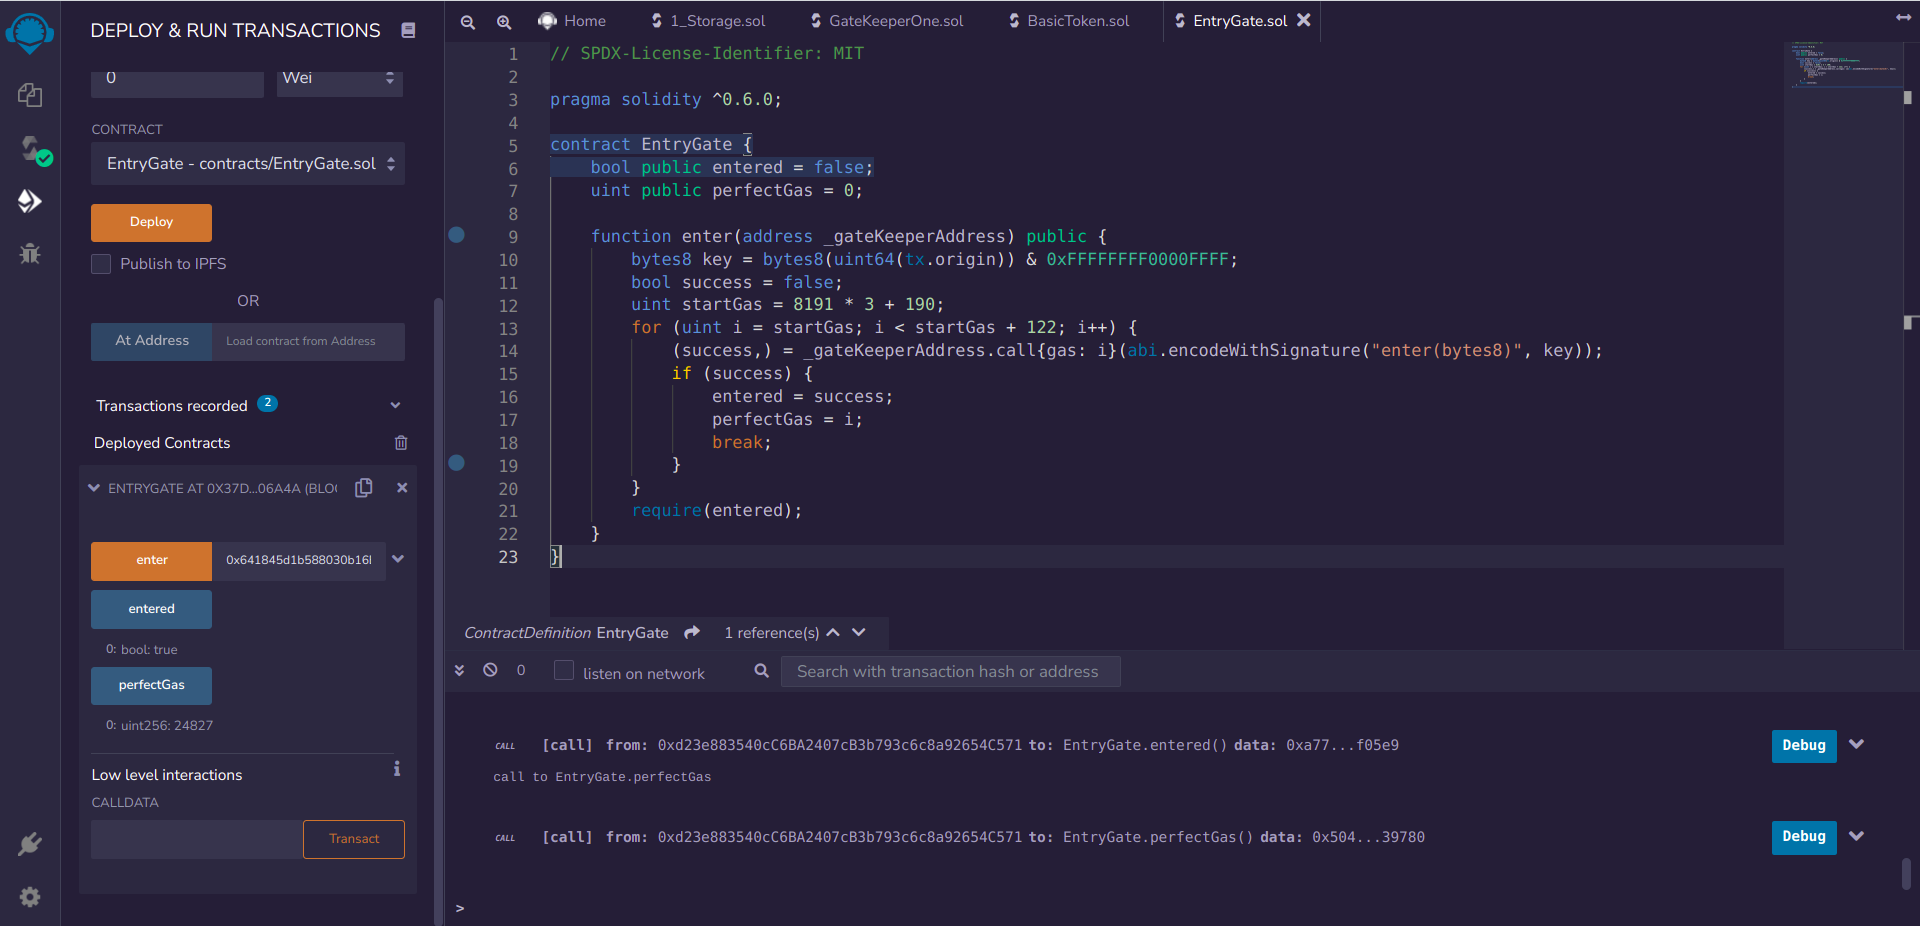 DEPLOY & RUN TRANSACTIONS
0
Wei
CONTRACT
EntryGate - contracts/EntryGate.sol
Deploy
Publish to IPFS
OR
At Address
Load contract from Address
Transactions recorded 2
Deployed Contracts
ENTRYGATE AT 0X37D...06A4A (BLO
enter
0x641845d1b588030b16
entered
0: bool: true
perfectGas
0: uint256: 24827
Low level interactions
CALLDATA
Transact
Home
1_Storage.sol
GateKeeperOne.sol
BasicToken.sol
EntryGate.sol
1 // SPDX-License-Identifier: MIT
2
3 pragma solidity ^0.6.0;
4
5 contract EntryGate {
6 bool public entered = false;
7 uint public perfectGas = 0;
8
9 function enter(address _gateKeeperAddress) public {
10 bytes8 key = bytes8(uint64(tx.origin)) & 0xFFFFFFFF0000FFFF;
11 bool success = false;
12 uint startGas = 8191 * 3 + 190;
13 for (uint i = startGas; i < startGas + 122; i++) {
14 (success,) = _gateKeeperAddress.call{gas: i}(abi.encodeWithSignature("enter(bytes8)", key));
15 if (success) {
16 entered = success;
17 perfectGas = i;
18 break;
19 }
20 }
21 require(entered);
22 }
23 }
ContractDefinition EntryGate 1 reference(s)
0
listen on network
Search with transaction hash or address
CALL [call] from: 0xd23e883540cC6BA2407cB3b793c6c8a92654C571 to: EntryGate.entered() data: 0xa77...f05e9
Debug
call to EntryGate.perfectGas
CALL [call] from: 0xd23e883540cC6BA2407cB3b793c6c8a92654C571 to: EntryGate.perfectGas() data: 0x504...39780
Debug
>